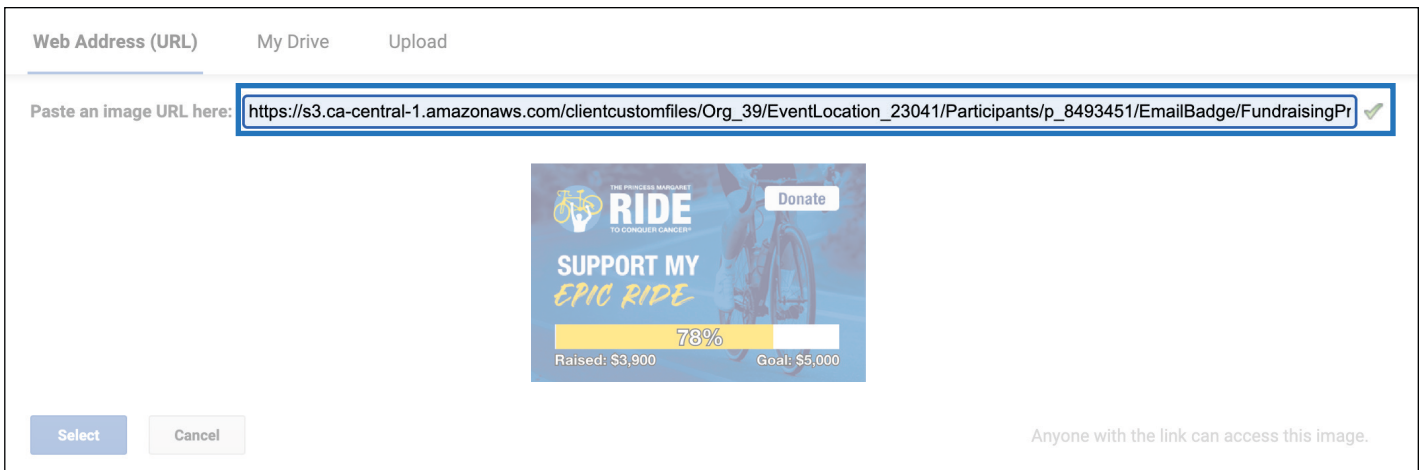 Web Address (URL) My Drive Upload
Paste an image URL here: https://s3.ca-central-1.amazonaws.com/clientcustomfiles/Org_39/EventLocation_23041/Participants/p_8493451/EmailBadge/FundraisingPr
THE PRINCESS MARGARET
RIDE
TO CONQUER CANCER®
Donate
SUPPORT MY
EPIC RIDE
78%
Raised: $3,900 Goal: $5,000
Select Cancel Anyone with the link can access this image.